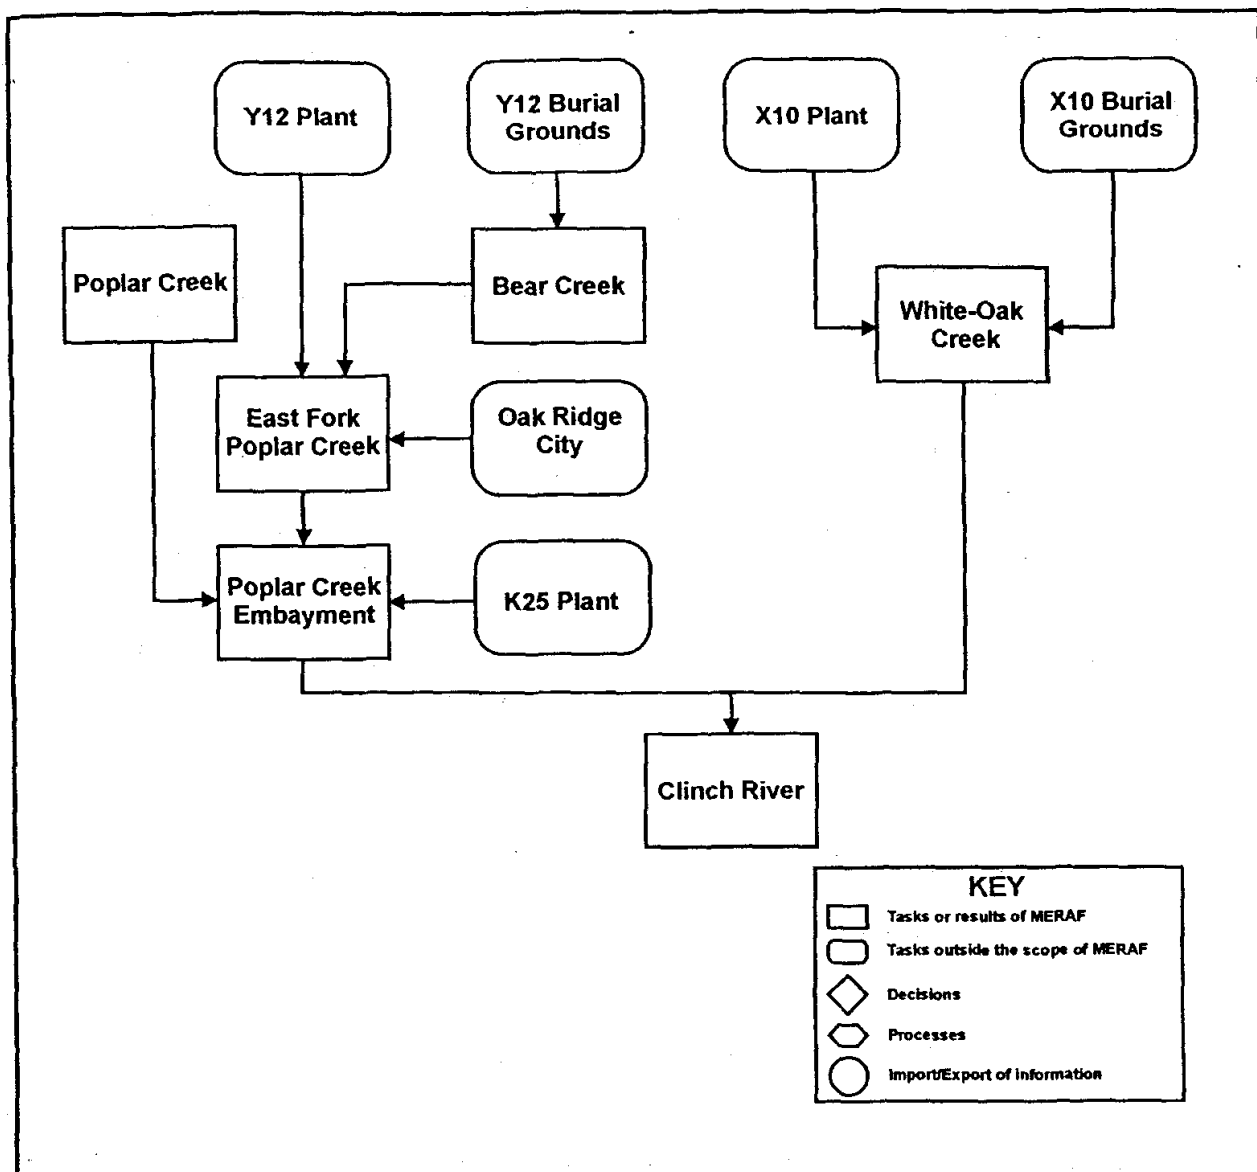 Y12 Plant
Y12 Burial
Grounds
X10 Plant
X10 Burial
Grounds
Poplar Creek
Bear Creek
White-Oak
Creek
East Fork
Poplar Creek
Oak Ridge
City
Poplar Creek
Embayment
K25 Plant
Clinch River
KEY
Tasks or results of MERAF
Tasks outside the scope of MERAF
Decisions
Processes
Import/Export of information